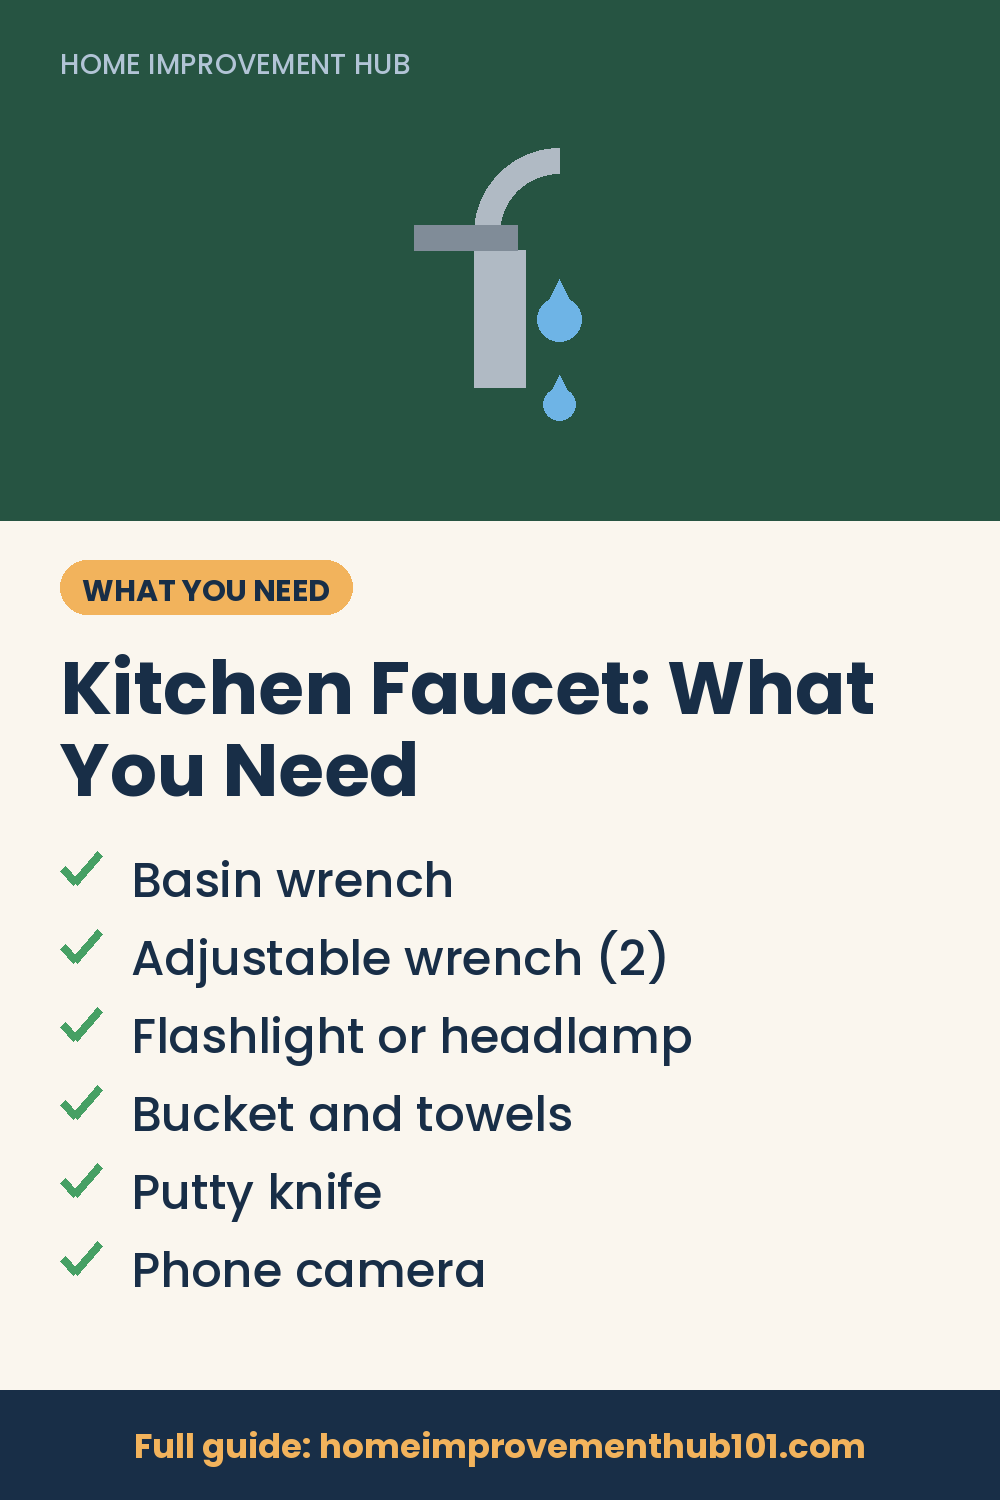 HOME IMPROVEMENT HUB
WHAT YOU NEED
Kitchen Faucet: What
You Need
Basin wrench
Adjustable wrench (2)
Flashlight or headlamp
Bucket and towels
Putty knife
Phone camera
Full guide: homeimprovementhub101.com